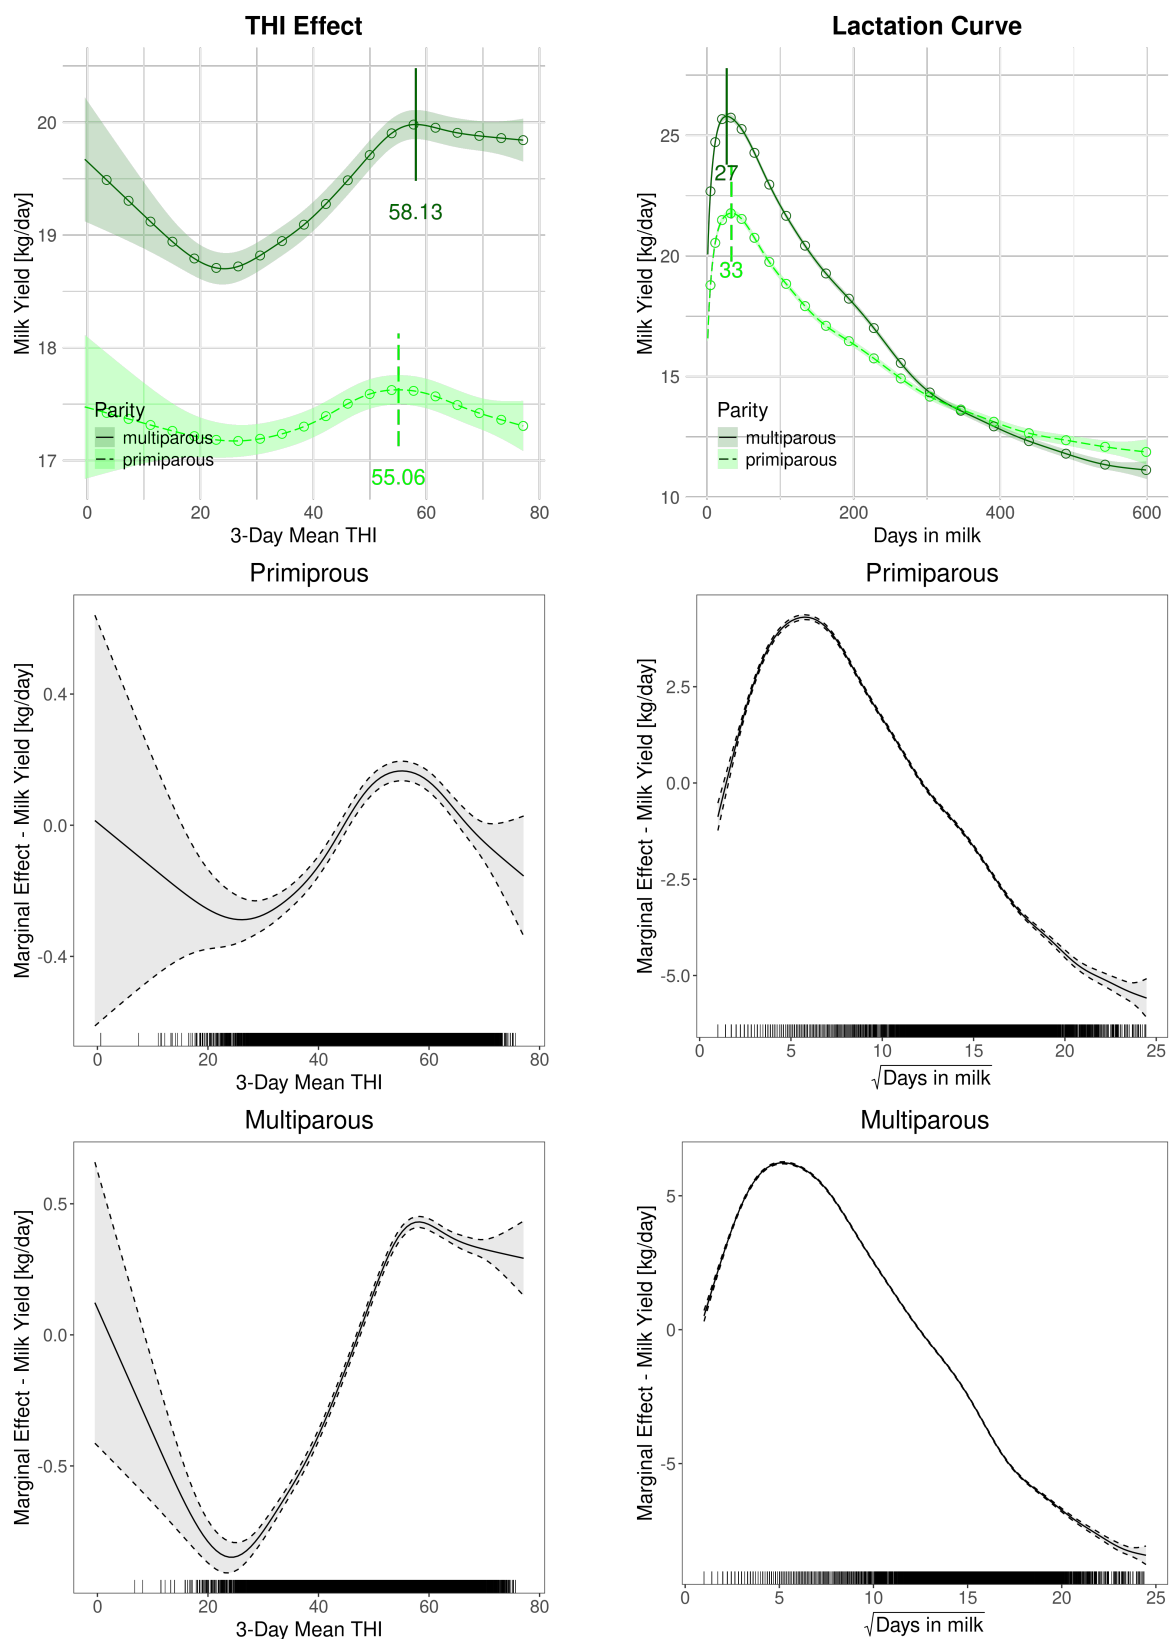 THI Effect
Milk Yield [kg/day]
20
19
18
17
58.13
55.06
Parity
multiparous
primiparous
0 20 40 60 80
3-Day Mean THI
Lactation Curve
Milk Yield [kg/day]
25
20
15
10
27
33
Parity
multiparous
primiparous
0 200 400 600
Days in milk
Primiprous
Marginal Effect - Milk Yield [kg/day]
0.4
0.0
-0.4
0 20 40 60 80
3-Day Mean THI
Primiparous
Marginal Effect - Milk Yield [kg/day]
2.5
0.0
-2.5
-5.0
0 5 10 15 20 25
√Days in milk
Multiparous
Marginal Effect - Milk Yield [kg/day]
0.5
0.0
-0.5
0 20 40 60 80
3-Day Mean THI
Multiparous
Marginal Effect - Milk Yield [kg/day]
5
0
-5
0 5 10 15 20 25
√Days in milk